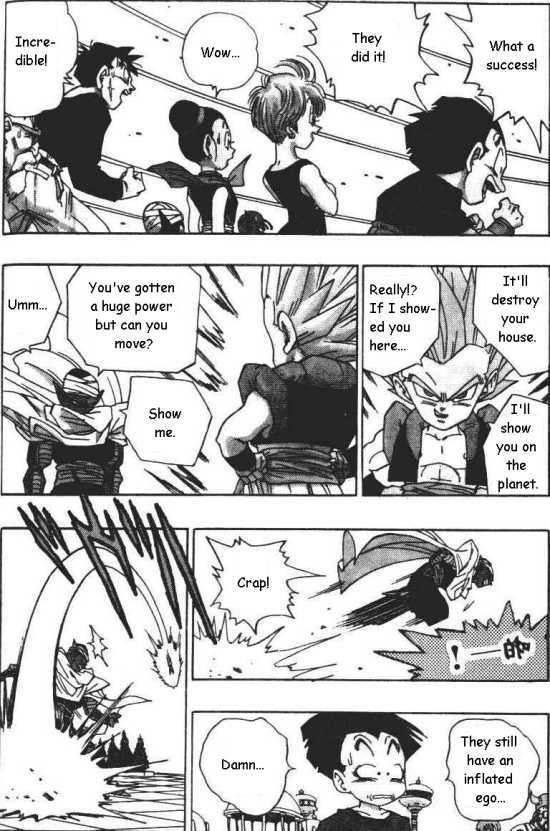 Incre-
dible!
Wow...
They
did it!
What a
success!
Umm...
You've gotten
a huge power
but can you
move?
Show
me.
Really!?
If I show-
ed you
here...
It'll
destroy
your
house.
I'll
show
you on
the
planet.
Crap!
Damn...
They still
have an
inflated
ego...